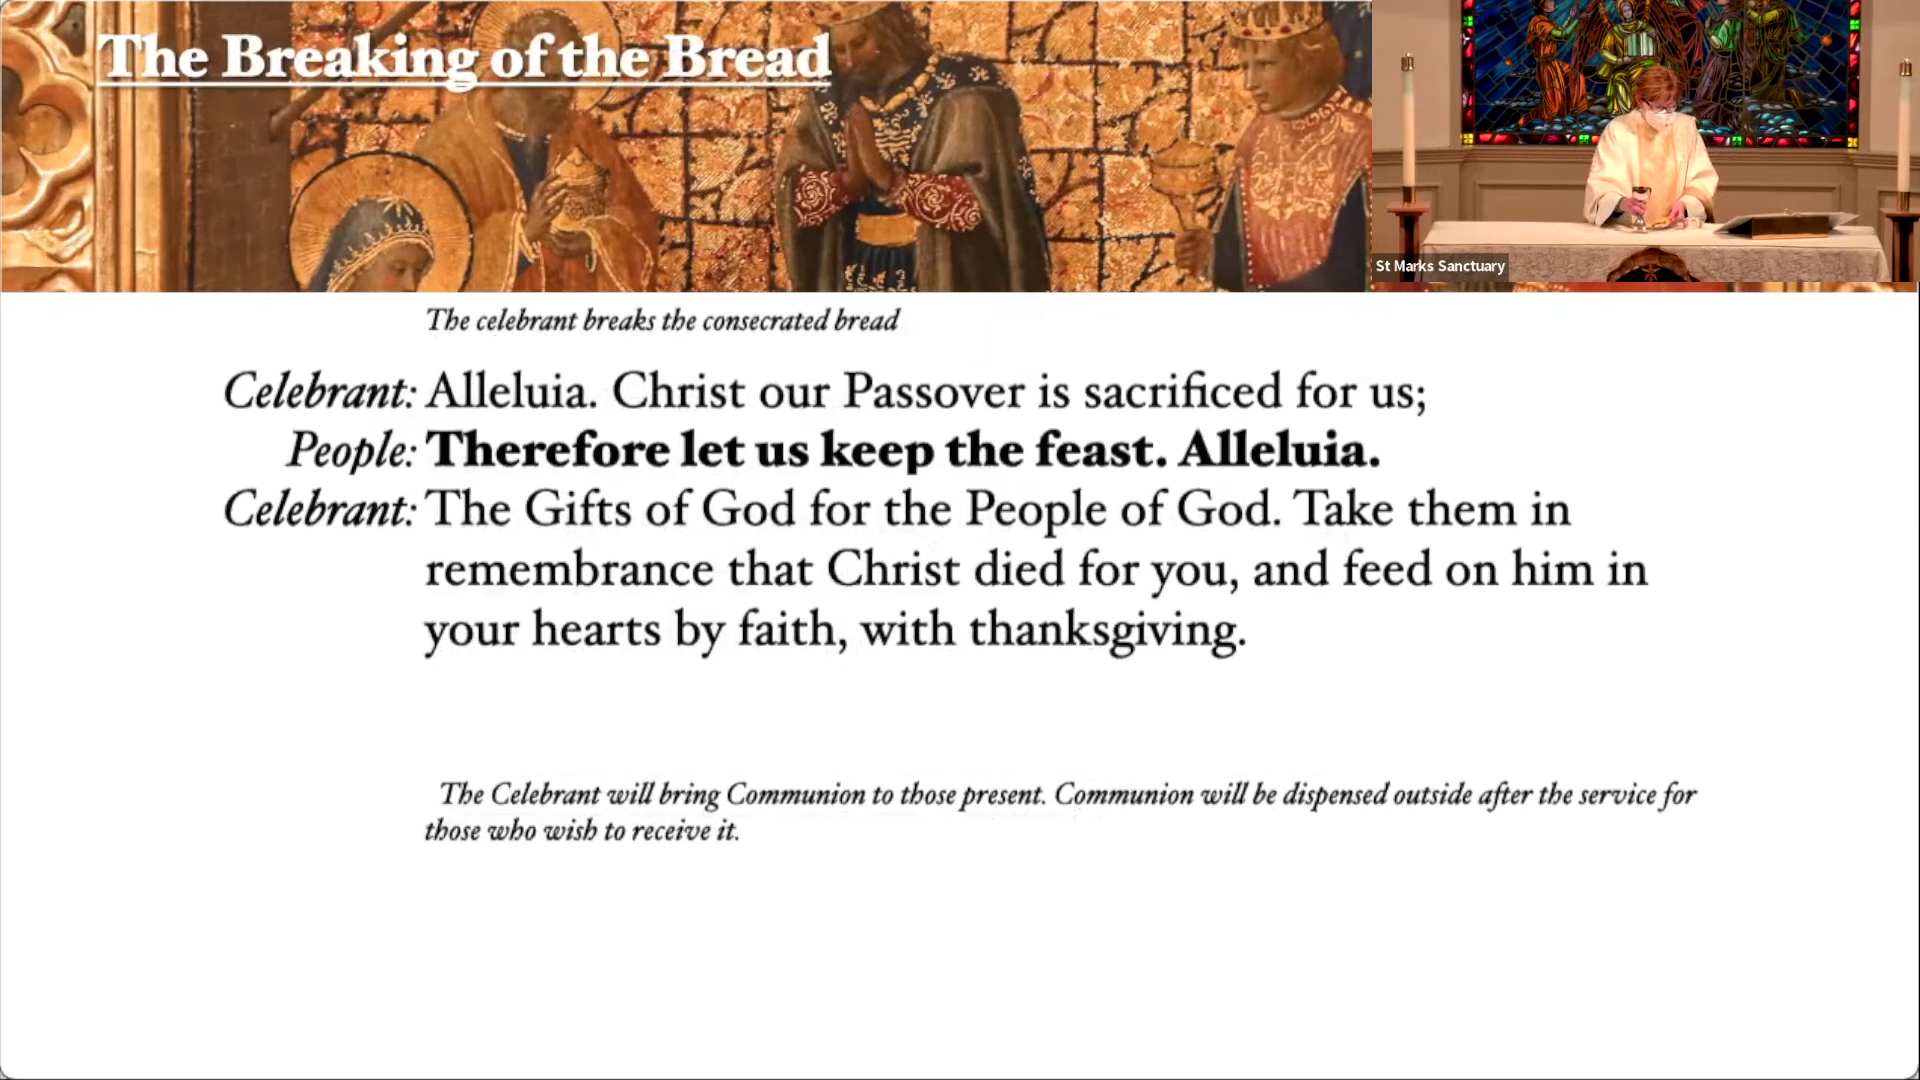 The Breaking of the Bread
St Marks Sanctuary
The celebrant breaks the consecrated bread
Celebrant: Alleluia. Christ our Passover is sacrificed for us;
People: Therefore let us keep the feast. Alleluia.
Celebrant: The Gifts of God for the People of God. Take them in
remembrance that Christ died for you, and feed on him in
your hearts by faith, with thanksgiving.
The Celebrant will bring Communion to those present. Communion will be dispensed outside after the service for
those who wish to receive it.